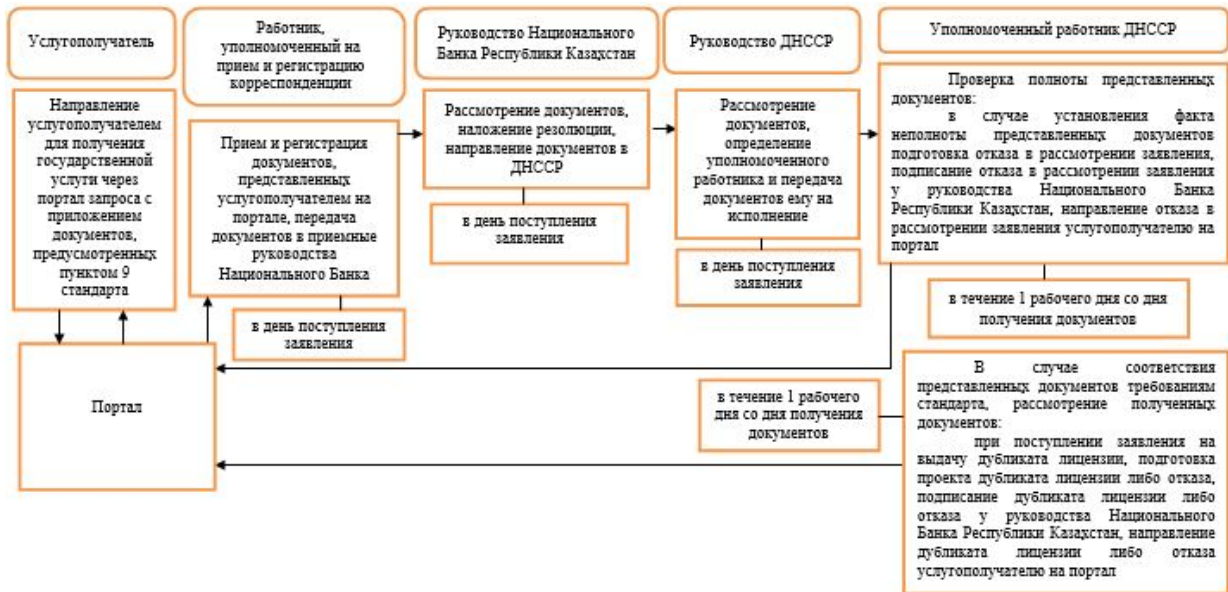 Услугополучатель
Работник,
уполномоченный на
прием и регистрацию
корреспонденции
Руководство Национального
Банка Республики Казахстан
Руководство ДНССР
Уполномоченный работник ДНССР
Направление
услугополучателем
для получения
государственной
услуги через
портал запроса с
приложением
документов,
предусмотренных
пунктом 9
стандарта
Прием и регистрация
документов,
представленных
услугополучателем на
портале, передача
документов в приемные
руководства
Национального Банка
в день поступления
заявления
Рассмотрение документов,
наложение резолюции,
направление документов в
ДНССР
в день поступления
заявления
Рассмотрение
документов,
определение
уполномоченного
работника и передача
документов ему на
исполнение
в день поступления
заявления
Проверка полноты представленных
документов:
в случае установления факта
неполноты представленных документов
подготовка отказа в рассмотрении заявления,
подписание отказа в рассмотрении заявления
у руководства Национального Банка
Республики Казахстан, направление отказа в
рассмотрении заявления услугополучателю на
портал
в течение 1 рабочего дня со дня
получения документов
Портал
в течение 1 рабочего
дня со дня получения
документов
В случае соответствия
представленных документов требованиям
стандарта, рассмотрение полученных
документов:
при поступлении заявления на
выдачу дубликата лицензии, подготовка
проекта дубликата лицензии либо отказа,
подписание дубликата лицензии либо
отказа у руководства Национального
Банка Республики Казахстан, направление
дубликата лицензии либо отказа
услугополучателю на портал